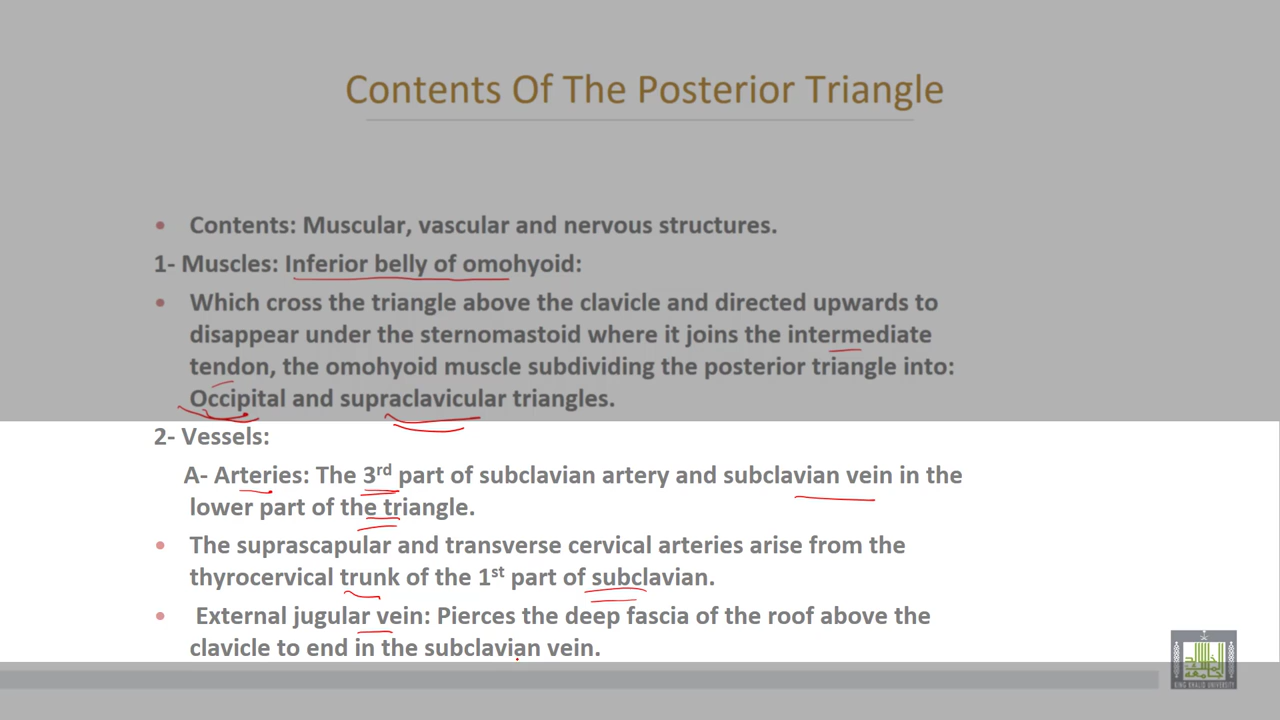 Contents Of The Posterior Triangle
• Contents: Muscular, vascular and nervous structures.
1- Muscles: Inferior belly of omohyoid:
• Which cross the triangle above the clavicle and directed upwards to
disappear under the sternomastoid where it joins the intermediate
tendon, the omohyoid muscle subdividing the posterior triangle into:
Occipital and supraclavicular triangles.
2- Vessels:
A- Arteries: The 3rd part of subclavian artery and subclavian vein in the
lower part of the triangle.
• The suprascapular and transverse cervical arteries arise from the
thyrocervical trunk of the 1st part of subclavian.
• External jugular vein: Pierces the deep fascia of the roof above the
clavicle to end in the subclavian vein.
KING KHALID UNIVERSITY